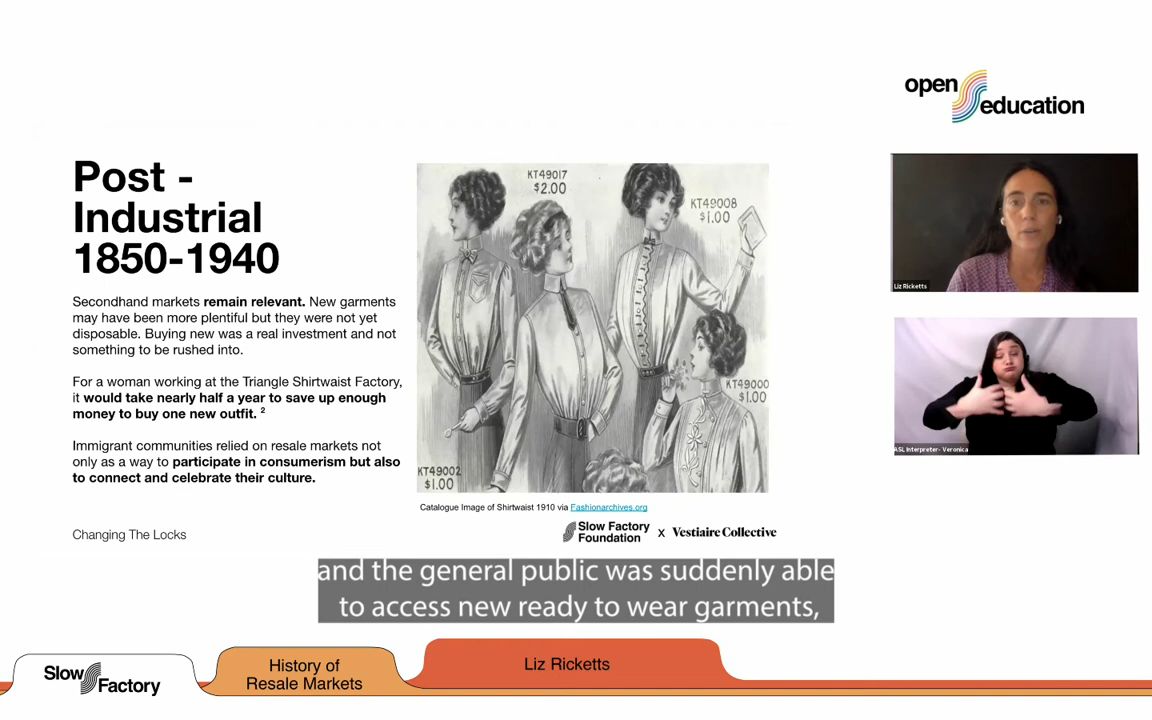 open
education
Post -
Industrial
1850-1940
Secondhand markets remain relevant. New garments
may have been more plentiful but they were not yet
disposable. Buying new was a real investment and not
something to be rushed into.
For a woman working at the Triangle Shirtwaist Factory,
it would take nearly half a year to save up enough
money to buy one new outfit. 2
Immigrant communities relied on resale markets not
only as a way to participate in consumerism but also
to connect and celebrate their culture.
Changing The Locks
KT49017
$2.00
KT49008
$1.00
KT49000
$1.00
KT49002
$1.00
Catalogue Image of Shirtwaist 1910 via Fashionarchives.org
Slow Factory
Foundation x Vestiaire Collective
Liz Ricketts
ASL Interpreter- Veronica
and the general public was suddenly able
to access new ready to wear garments,
Slow
Factory
History of
Resale Markets
Liz Ricketts